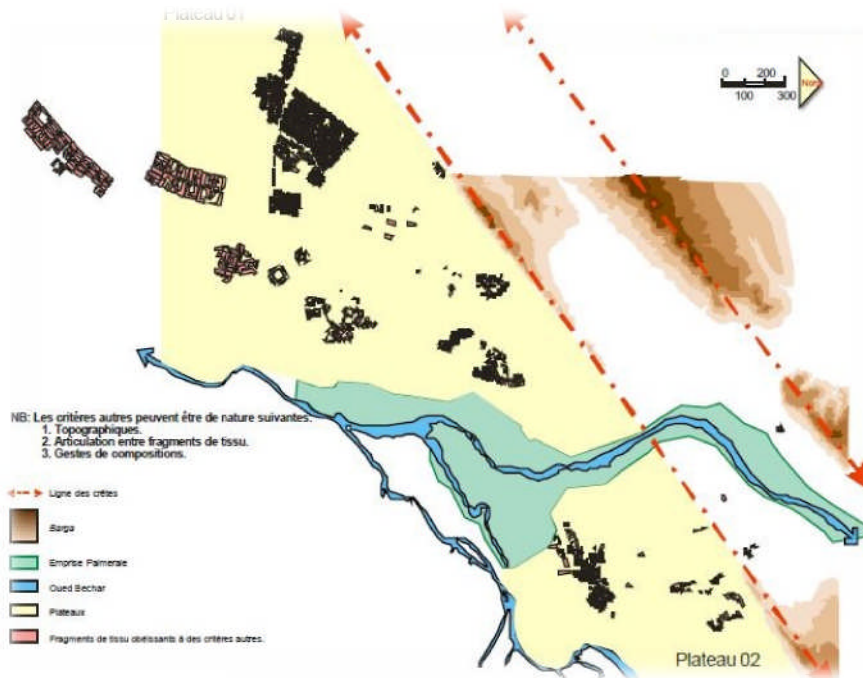 Plateau 01
0 200
100 300
Nord
NB: Les critères autres peuvent être de nature suivantes.
1. Topographiques.
2. Articulation entre fragments de tissu.
3. Gestes de compositions.
Ligne des crêtes
Barga
Emprise Palmeraie
Oued Bechar
Plateaux
Fragments de tissu obéissants à des critères autres.
Plateau 02